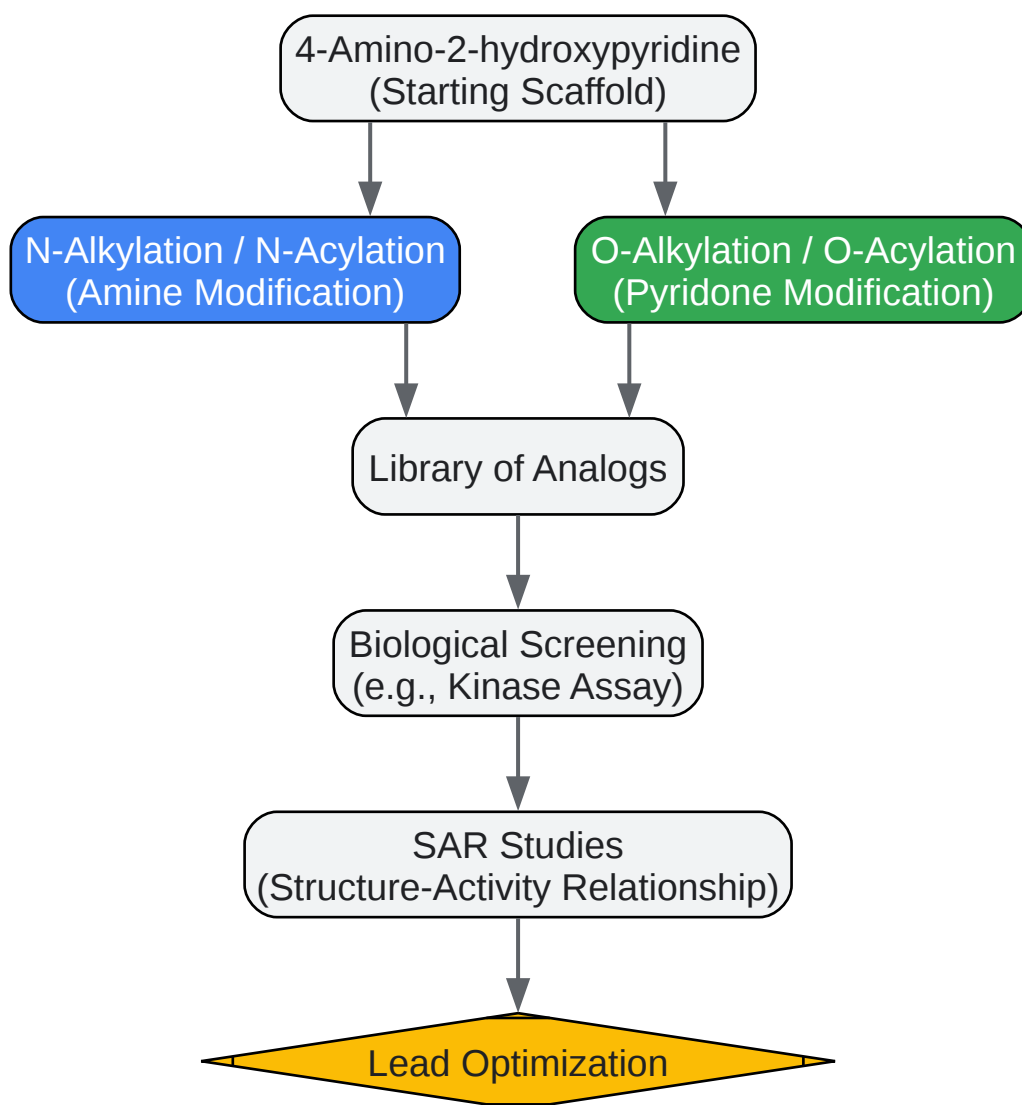 4-Amino-2-hydroxypyridine
(Starting Scaffold)
N-Alkylation / N-Acylation
(Amine Modification)
O-Alkylation / O-Acylation
(Pyridone Modification)
Library of Analogs
Biological Screening
(e.g., Kinase Assay)
SAR Studies
(Structure-Activity Relationship)
Lead Optimization